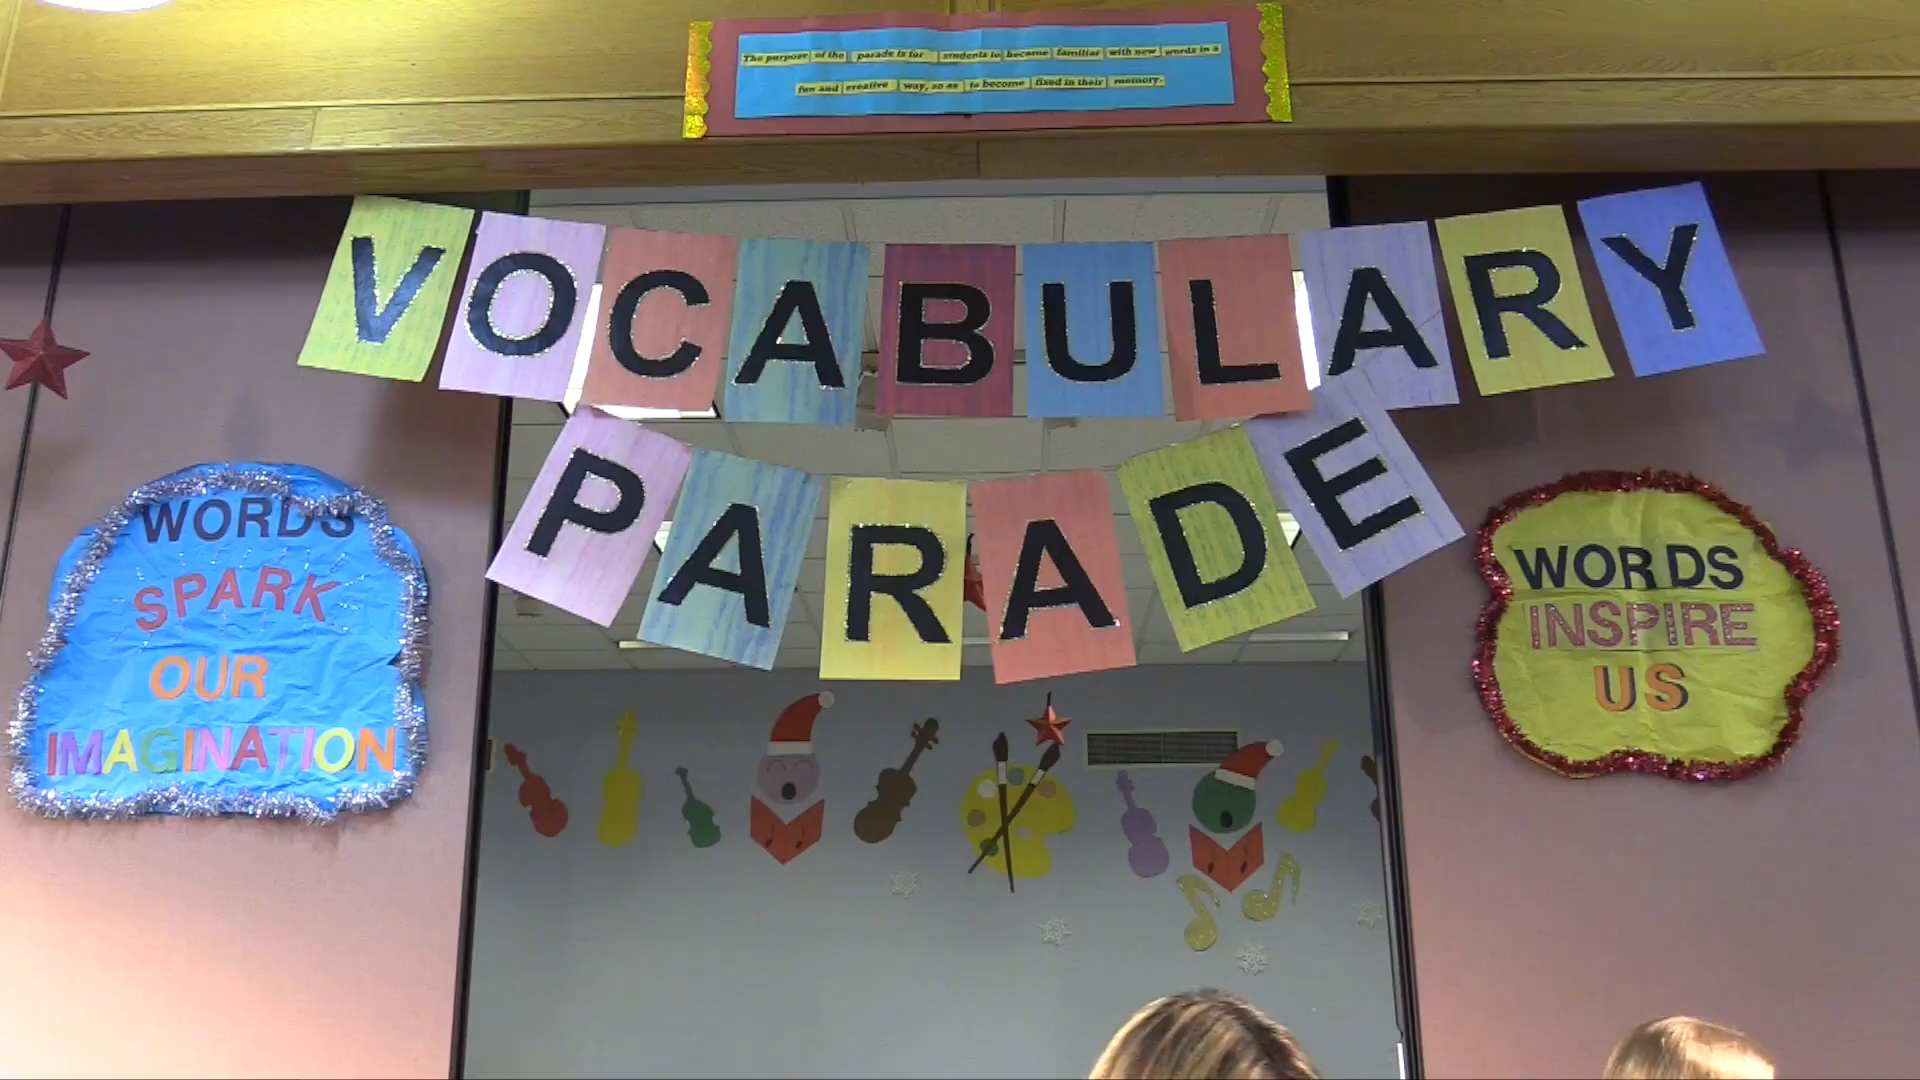 The purpose of the parade is for students to become familiar with new words in a
fun and creative way, so as to become fixed in their memory.
VOCABULARY
PARADE
WORDS
SPARK
OUR
IMAGINATION
WORDS
INSPIRE
US